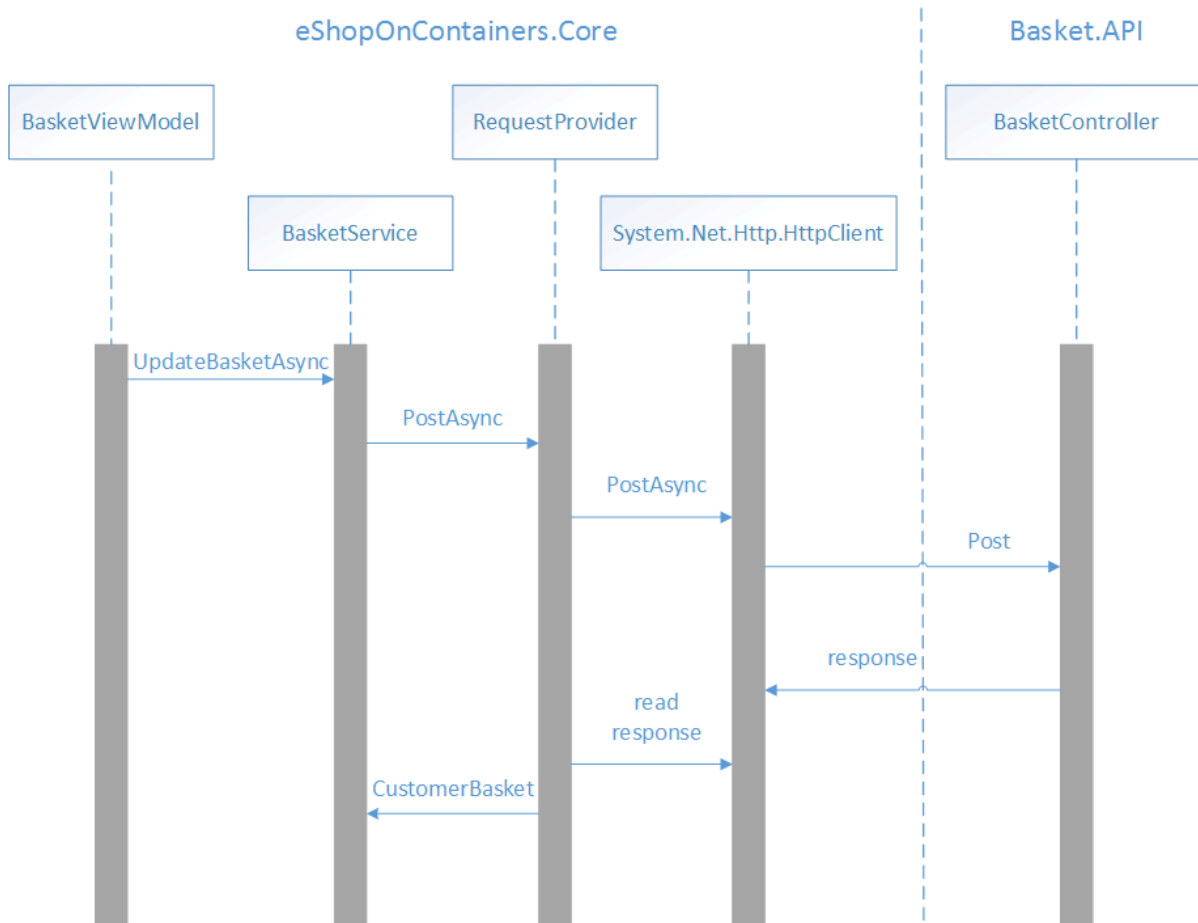 eShopOnContainers.Core
Basket.API
BasketViewModel
RequestProvider
BasketController
BasketService
System.Net.Http.HttpClient
UpdateBasketAsync
PostAsync
PostAsync
Post
response
read
response
CustomerBasket